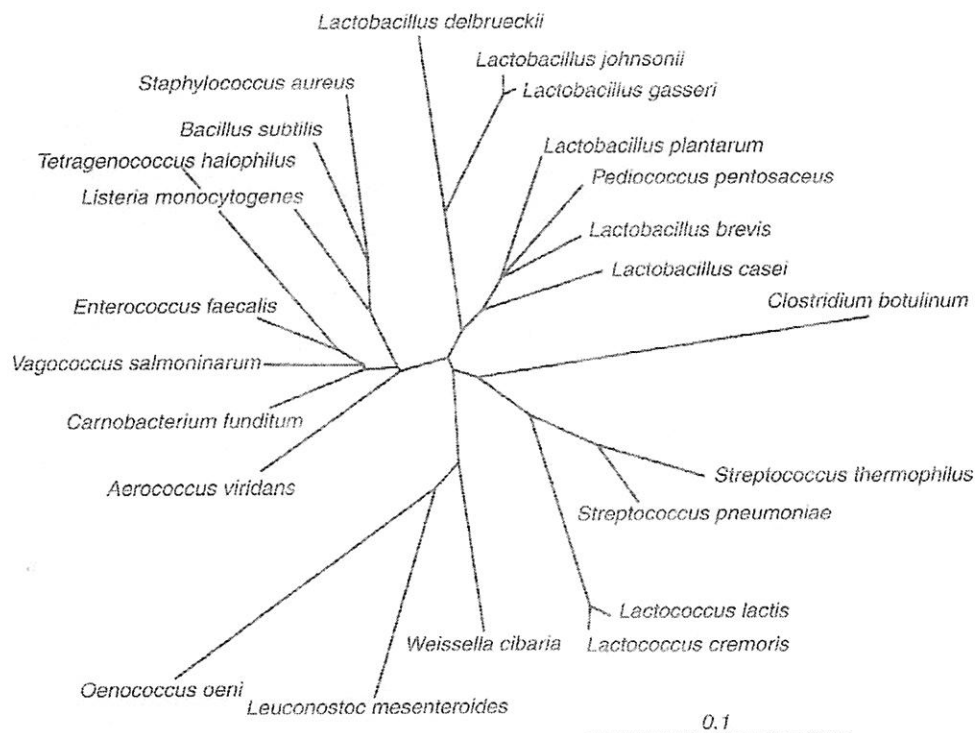 Lactobacillus delbrueckii
Lactobacillus johnsonii
Staphylococcus aureus
Lactobacillus gasseri
Bacillus subtilis
Lactobacillus plantarum
Tetragenococcus halophilus
Pediococcus pentosaceus
Listeria monocytogenes
Lactobacillus brevis
Lactobacillus casei
Clostridium botulinum
Enterococcus faecalis
Vagococcus salmoninarum
Carnobacterium funditum
Streptococcus thermophilus
Aerococcus viridans
Streptococcus pneumoniae
Lactococcus lactis
Weissella cibaria
Lactococcus cremoris
Oenococcus oeni
Leuconostoc mesenteroides
0.1